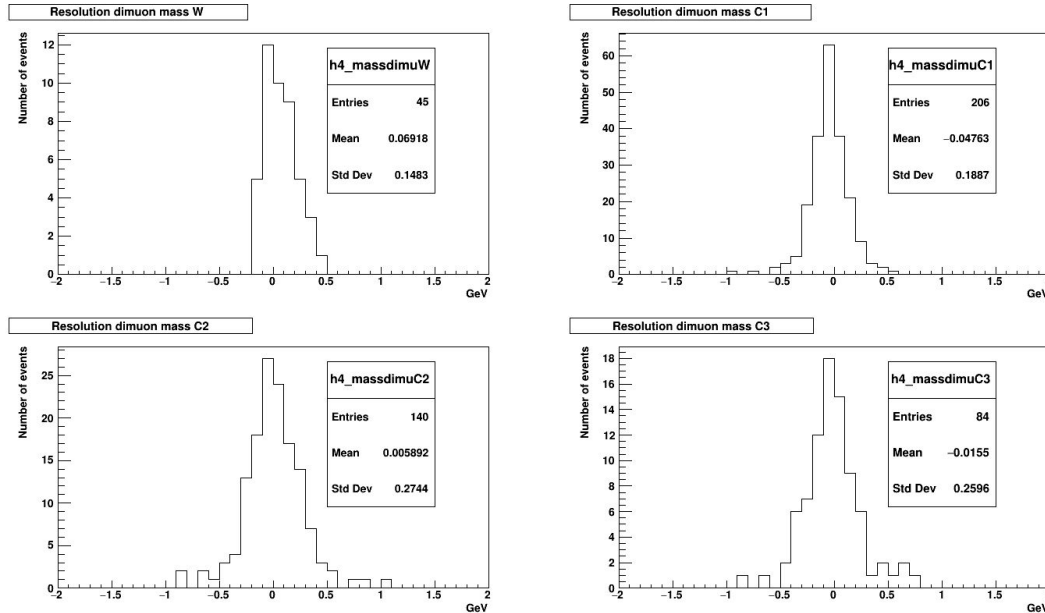 Resolution dimuon mass W
Number of events
12
10
8
6
4
2
0
−2
−1.5
−1
−0.5
0
0.5
1
1.5
2
GeV
h4_massdimuW
Entries 45
Mean 0.06918
Std Dev 0.1483
Resolution dimuon mass C1
Number of events
60
50
40
30
20
10
0
−2
−1.5
−1
−0.5
0
0.5
1
1.5
2
GeV
h4_massdimuC1
Entries 206
Mean −0.04763
Std Dev 0.1887
Resolution dimuon mass C2
Number of events
25
20
15
10
5
0
−2
−1.5
−1
−0.5
0
0.5
1
1.5
2
GeV
h4_massdimuC2
Entries 140
Mean 0.005892
Std Dev 0.2744
Resolution dimuon mass C3
Number of events
18
16
14
12
10
8
6
4
2
0
−2
−1.5
−1
−0.5
0
0.5
1
1.5
2
GeV
h4_massdimuC3
Entries 84
Mean −0.0155
Std Dev 0.2596